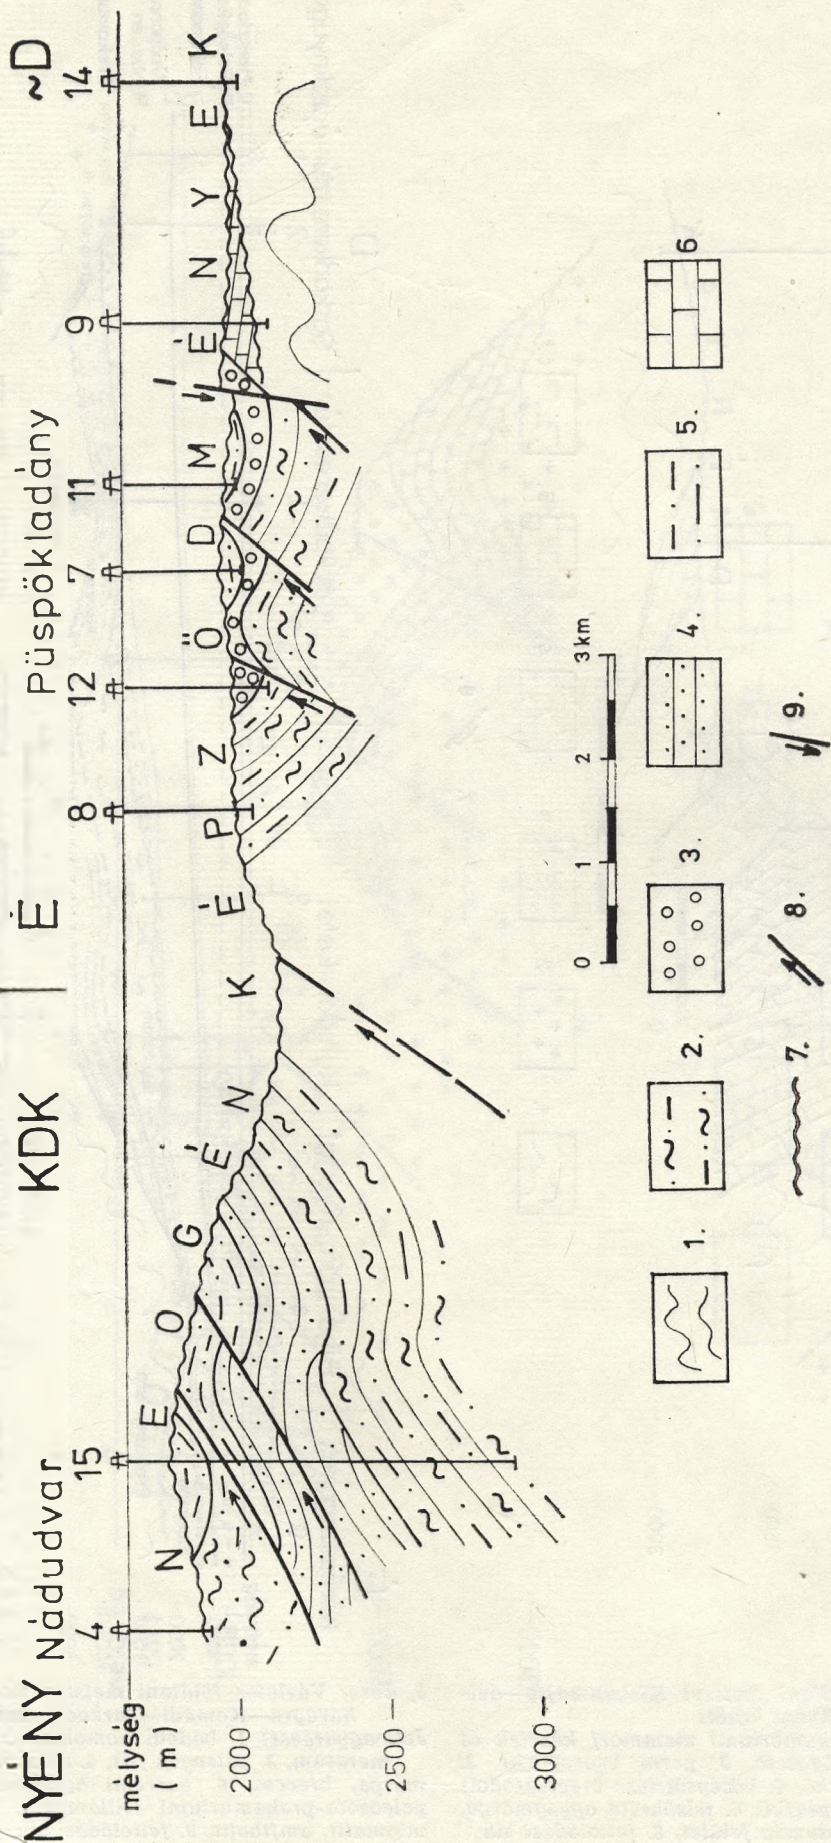 NYÉNY KDK É ~D
Nádudvar Püspökladány
4 15 8 12 7 11 9 14
mélység
(m)
NEOGÉN KÉPZŐDMÉNYEK
2000
2500
3000
0 1 2 3 km
1. 2. 3. 4. 5. 6
7. 8. 9.